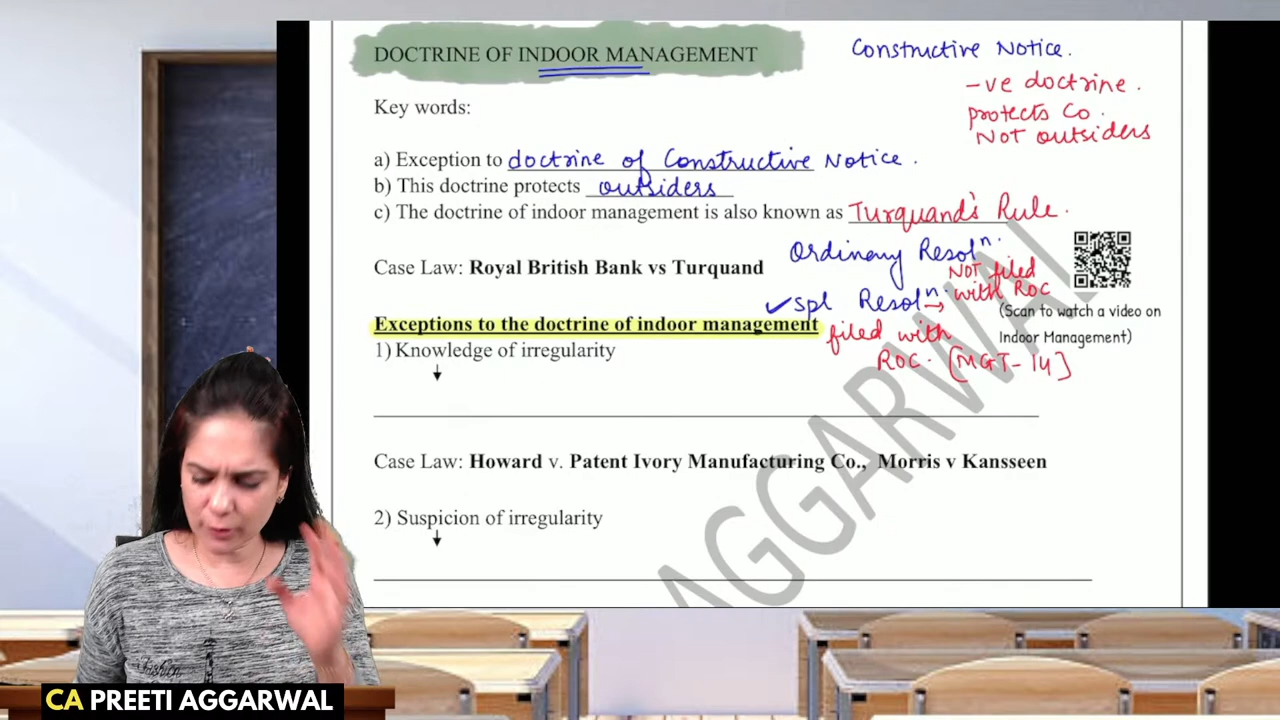 DOCTRINE OF INDOOR MANAGEMENT
Constructive Notice.
-ve doctrine.
protects Co.
NOT outsiders
Key words:
a) Exception to doctrine of Constructive Notice.
b) This doctrine protects outsiders
c) The doctrine of indoor management is also known as Turquand's Rule.
Ordinary Resolⁿ.
NOT filed
with ROC
Case Law: Royal British Bank vs Turquand
✓spl Resolⁿ. →
filed with
ROC. [MGT-14]
(Scan to watch a video on
Indoor Management)
Exceptions to the doctrine of indoor management
1) Knowledge of irregularity
Case Law: Howard v. Patent Ivory Manufacturing Co., Morris v Kansseen
2) Suspicion of irregularity
AGGARWAL
Fashion
CA PREETI AGGARWAL